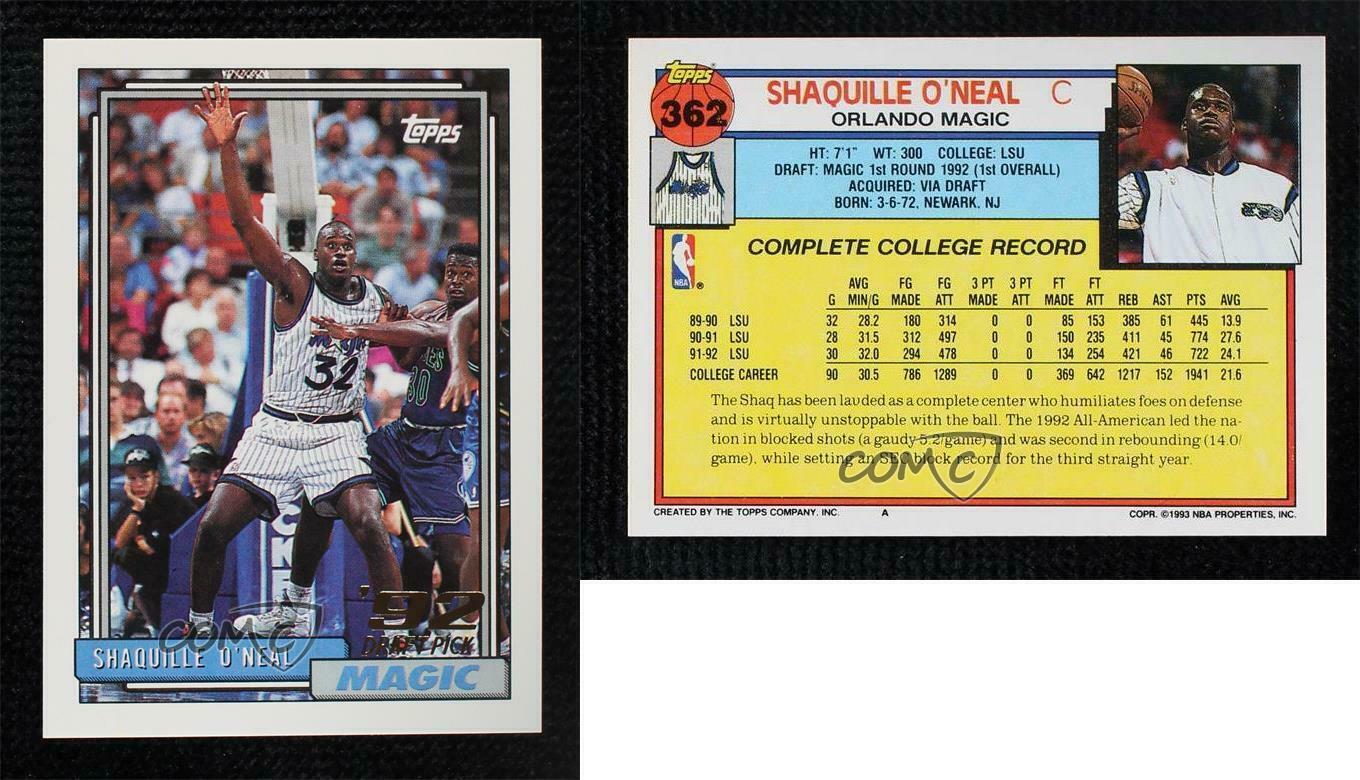 TOPPS
Magic
32
30
'92
DRAFT PICK
COMC
SHAQUILLE O'NEAL
MAGIC
TOPPS
362
SHAQUILLE O'NEAL C
ORLANDO MAGIC
HT: 7'1" WT: 300 COLLEGE: LSU
DRAFT: MAGIC 1st ROUND 1992 (1st OVERALL)
ACQUIRED: VIA DRAFT
BORN: 3-6-72, NEWARK, NJ
NBA ®
COMPLETE COLLEGE RECORD
AVG FG FG 3 PT 3 PT FT FT
G MIN/G MADE ATT MADE ATT MADE ATT REB AST PTS AVG
89-90 LSU 32 28.2 180 314 0 0 85 153 385 61 445 13.9
90-91 LSU 28 31.5 312 497 0 0 150 235 411 45 774 27.6
91-92 LSU 30 32.0 294 478 0 0 134 254 421 46 722 24.1
COLLEGE CAREER 90 30.5 786 1289 0 0 369 642 1217 152 1941 21.6
The Shaq has been lauded as a complete center who humiliates foes on defense
and is virtually unstoppable with the ball. The 1992 All-American led the na-
tion in blocked shots (a gaudy 5.2/game) and was second in rebounding (14.0/
game), while setting an SEC block record for the third straight year.
COMC
CREATED BY THE TOPPS COMPANY, INC. A COPR. ©1993 NBA PROPERTIES, INC.